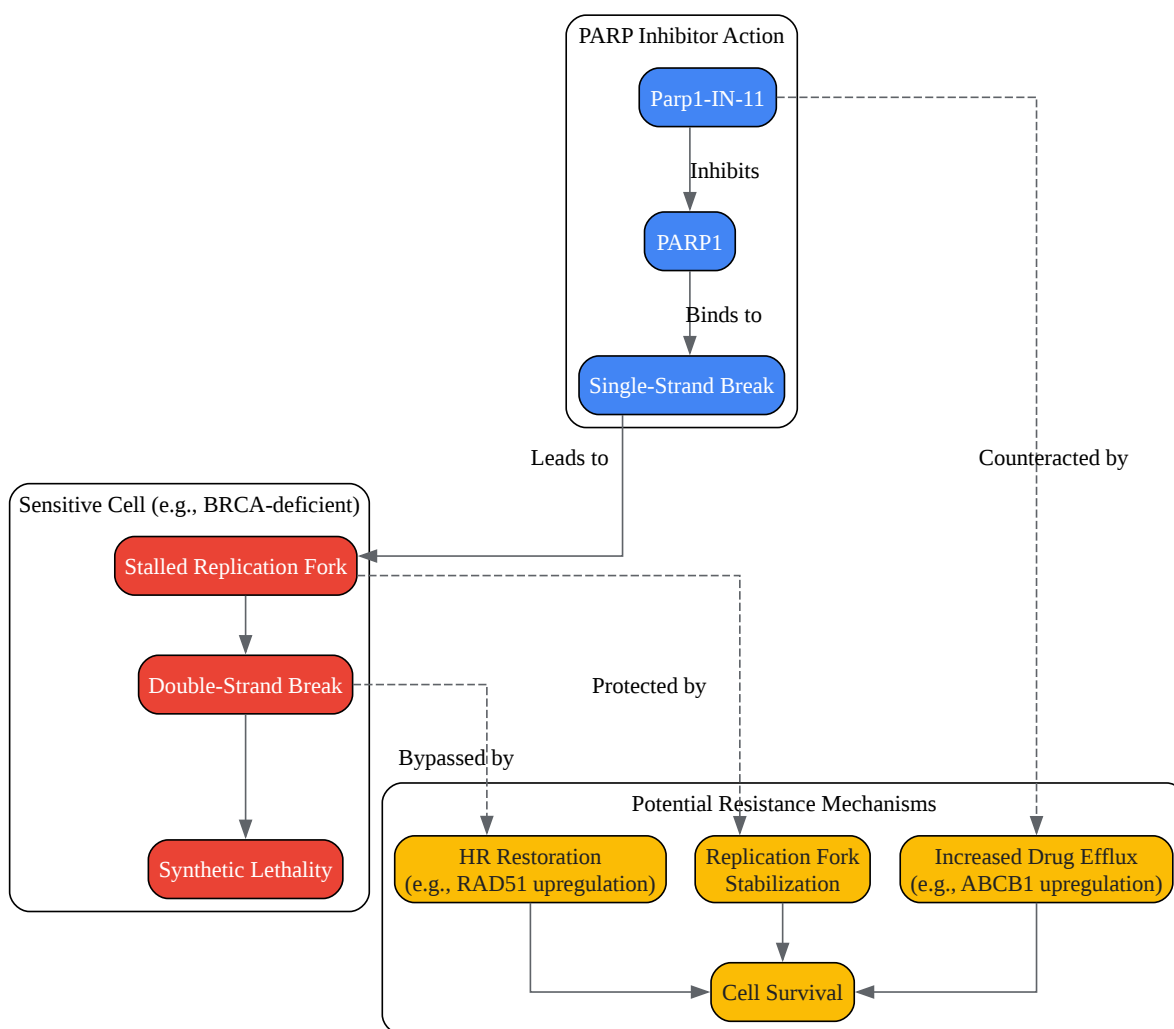 PARP Inhibitor Action
Parp1-IN-11
Inhibits
PARP1
Binds to
Single-Strand Break
Leads to
Counteracted by
Sensitive Cell (e.g., BRCA-deficient)
Stalled Replication Fork
Double-Strand Break
Protected by
Bypassed by
Synthetic Lethality
Potential Resistance Mechanisms
HR Restoration
(e.g., RAD51 upregulation)
Replication Fork
Stabilization
Increased Drug Efflux
(e.g., ABCB1 upregulation)
Cell Survival